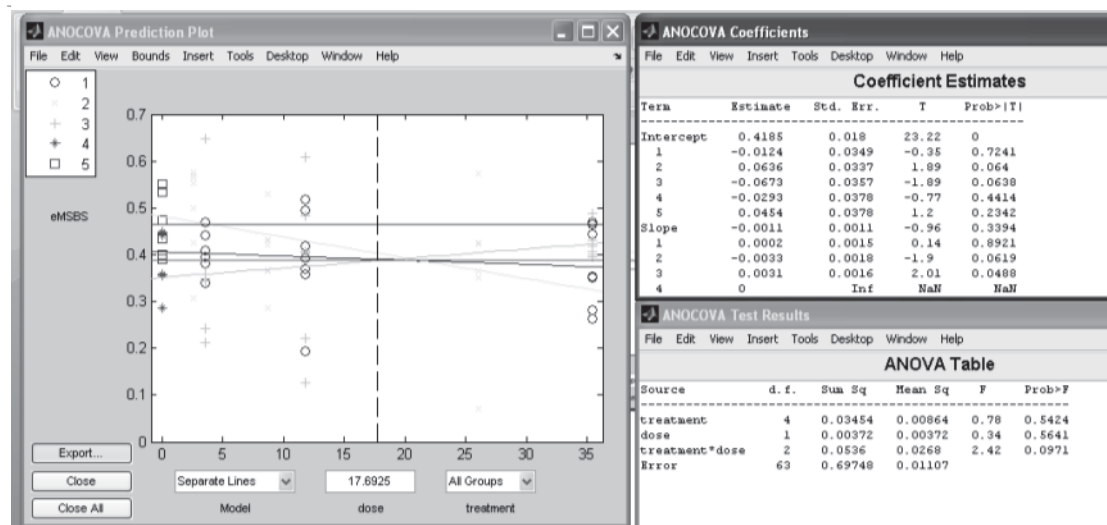 ANOCOVA Prediction Plot
File Edit View Bounds Insert Tools Desktop Window Help
1
2
3
4
5
0.7
0.6
0.5
0.4
0.3
0.2
0.1
0
eMSBS
0 5 10 15 20 25 30 35
Export...
Close
Close All
Separate Lines
17.6925
All Groups
Model dose treatment
ANOCOVA Coefficients
File Edit View Insert Tools Desktop Window Help
Coefficient Estimates
Term Estimate Std. Err. T Prob>|T|
Intercept 0.4185 0.018 23.22 0
1 -0.0124 0.0349 -0.35 0.7241
2 0.0636 0.0337 1.89 0.064
3 -0.0673 0.0357 -1.89 0.0638
4 -0.0293 0.0378 -0.77 0.4414
5 0.0454 0.0378 1.2 0.2342
Slope -0.0011 0.0011 -0.96 0.3394
1 0.0002 0.0015 0.14 0.8921
2 -0.0033 0.0018 -1.9 0.0619
3 0.0031 0.0016 2.01 0.0488
4 0 Inf NaN NaN
ANOCOVA Test Results
File Edit View Insert Tools Desktop Window Help
ANOVA Table
Source d.f. Sum Sq Mean Sq F Prob>F
treatment 4 0.03454 0.00864 0.78 0.5424
dose 1 0.00372 0.00372 0.34 0.5641
treatment*dose 2 0.0536 0.0268 2.42 0.0971
Error 63 0.69748 0.01107